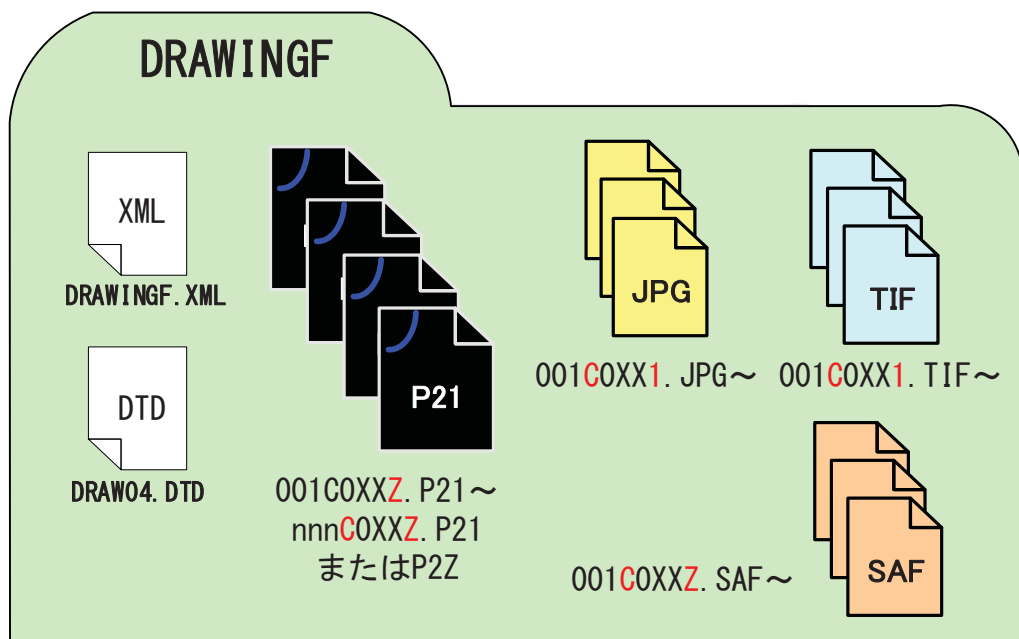 DRAWINGF
XML
DRAWINGF.XML
DTD
DRAW04.DTD
P21
001C0XXZ.P21～
nnnC0XXZ.P21
またはP2Z
JPG
001C0XX1.JPG～
TIF
001C0XX1.TIF～
SAF
001C0XXZ.SAF～